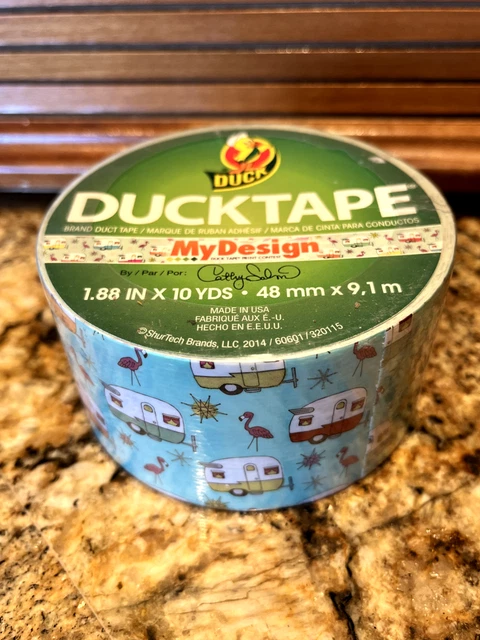 DUCK
DUCKTAPE
BRAND DUCT TAPE / MARQUE DE RUBAN ADHÉSIF / MARCA DE CINTA PARA CONDUCTOS
MyDesign
By / Par / Por:
1.88 IN X 10 YDS • 48 mm x 9,1 m
MADE IN USA
FABRIQUÉ AUX É.-U.
HECHO EN E.E.U.U.
©ShurTech Brands, LLC, 2014 / 60601 / 320115